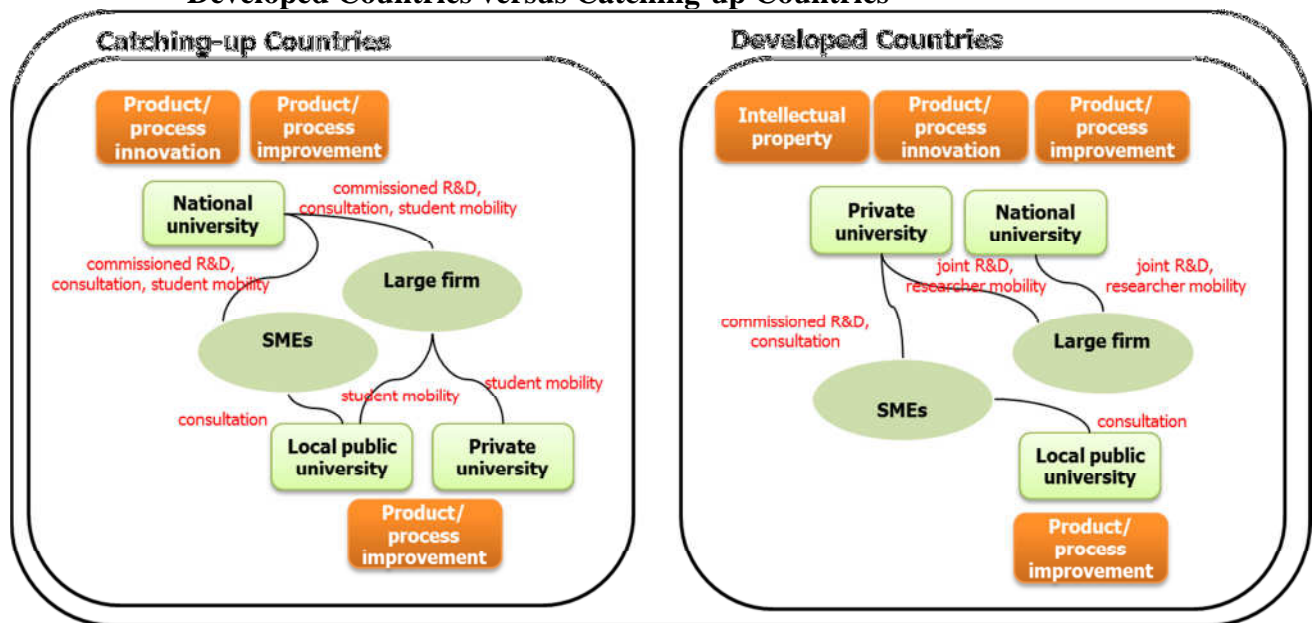 Developed Countries versus Catching-up Countries
Catching-up Countries
Product/
process
innovation
Product/
process
improvement
National
university
commissioned R&D,
consultation, student mobility
commissioned R&D,
consultation, student mobility
Large firm
SMEs
consultation
student mobility
student mobility
Local public
university
Private
university
Product/
process
improvement
Developed Countries
Intellectual
property
Product/
process
innovation
Product/
process
improvement
Private
university
National
university
joint R&D,
researcher mobility
joint R&D,
researcher mobility
commissioned R&D,
consultation
Large firm
SMEs
consultation
Local public
university
Product/
process
improvement